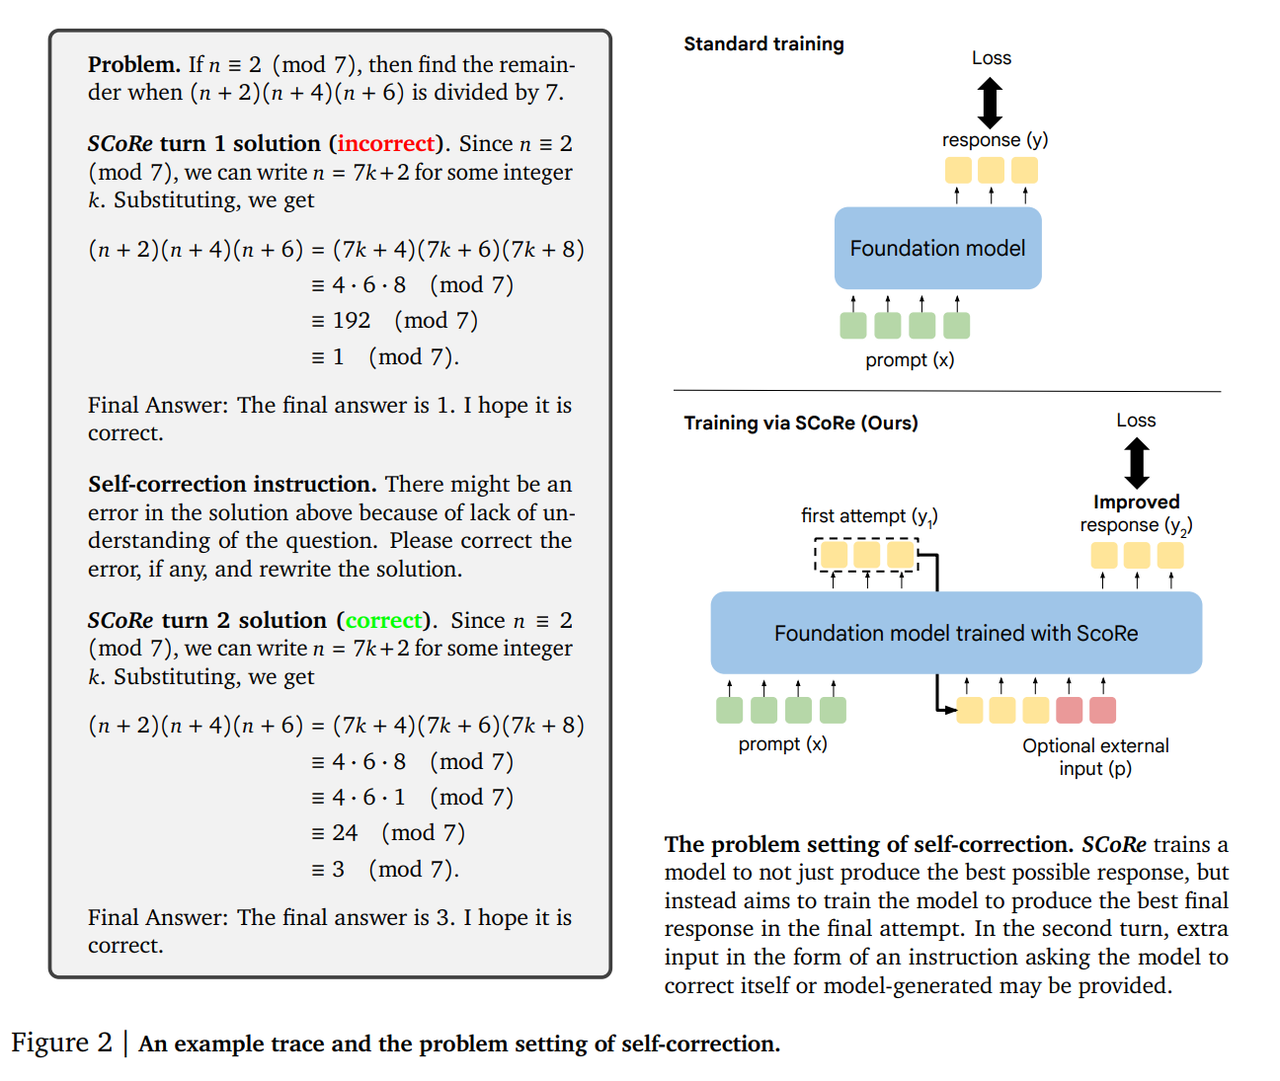 Problem. If n ≡ 2 (mod 7), then find the remain-
der when (n + 2)(n + 4)(n + 6) is divided by 7.
SCoRe turn 1 solution (incorrect). Since n ≡ 2
(mod 7), we can write n = 7k+2 for some integer
k. Substituting, we get
(n + 2)(n + 4)(n + 6) = (7k + 4)(7k + 6)(7k + 8)
≡ 4 · 6 · 8 (mod 7)
≡ 192 (mod 7)
≡ 1 (mod 7).
Final Answer: The final answer is 1. I hope it is
correct.
Self-correction instruction. There might be an
error in the solution above because of lack of un-
derstanding of the question. Please correct the
error, if any, and rewrite the solution.
SCoRe turn 2 solution (correct). Since n ≡ 2
(mod 7), we can write n = 7k+2 for some integer
k. Substituting, we get
(n + 2)(n + 4)(n + 6) = (7k + 4)(7k + 6)(7k + 8)
≡ 4 · 6 · 8 (mod 7)
≡ 4 · 6 · 1 (mod 7)
≡ 24 (mod 7)
≡ 3 (mod 7).
Final Answer: The final answer is 3. I hope it is
correct.
Standard training
Loss
response (y)
Foundation model
prompt (x)
Training via SCoRe (Ours)
Loss
Improved
response (y₂)
first attempt (y₁)
Foundation model trained with ScoRe
prompt (x)
Optional external
input (p)
The problem setting of self-correction. SCoRe trains a
model to not just produce the best possible response, but
instead aims to train the model to produce the best final
response in the final attempt. In the second turn, extra
input in the form of an instruction asking the model to
correct itself or model-generated may be provided.
Figure 2 | An example trace and the problem setting of self-correction.